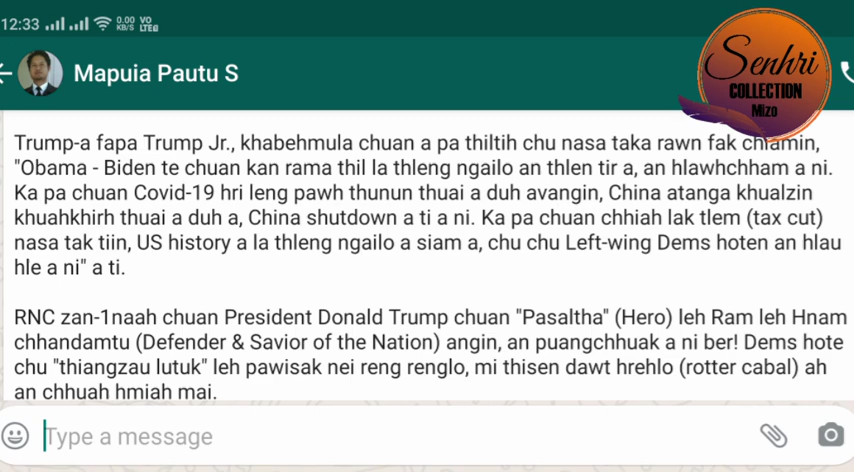 12:33 0.00 KB/S VO LTE
Mapuia Pautu S
Senhri
COLLECTION
Mizo
Trump-a fapa Trump Jr., khabehmula chuan a pa thiltih chu nasa taka rawn fak chiamin,
"Obama - Biden te chuan kan rama thil la thleng ngailo an thlen tir a, an hlawhchham a ni.
Ka pa chuan Covid-19 hri leng pawh thunun thuai a duh avangin, China atanga khualzin
khuahkhirh thuai a duh a, China shutdown a ti a ni. Ka pa chuan chhiah lak tlem (tax cut)
nasa tak tiin, US history a la thleng ngailo a siam a, chu chu Left-wing Dems hoten an hlau
hle a ni" a ti.
RNC zan-1naah chuan President Donald Trump chuan "Pasaltha" (Hero) leh Ram leh Hnam
chhandamtu (Defender & Savior of the Nation) angin, an puangchhuak a ni ber! Dems hote
chu "thiangzau lutuk" leh pawisak nei reng renglo, mi thisen dawt hrehlo (rotter cabal) ah
an chhuah hmiah mai.
Type a message